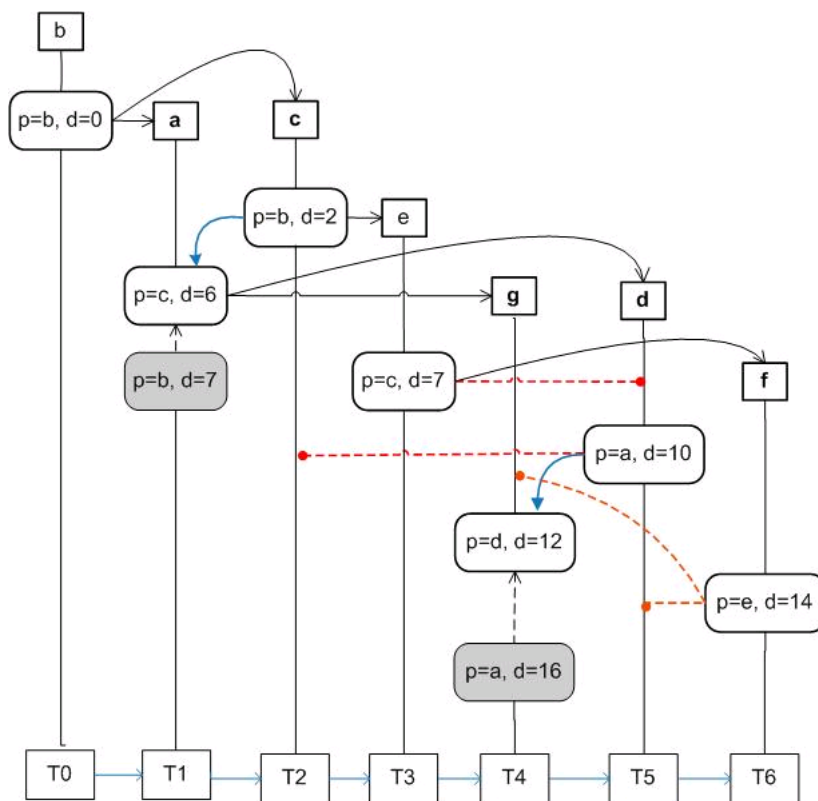 b
p=b, d=0
a
c
p=b, d=2
e
p=c, d=6
g
d
p=b, d=7
p=c, d=7
f
p=a, d=10
p=d, d=12
p=e, d=14
p=a, d=16
T0
T1
T2
T3
T4
T5
T6